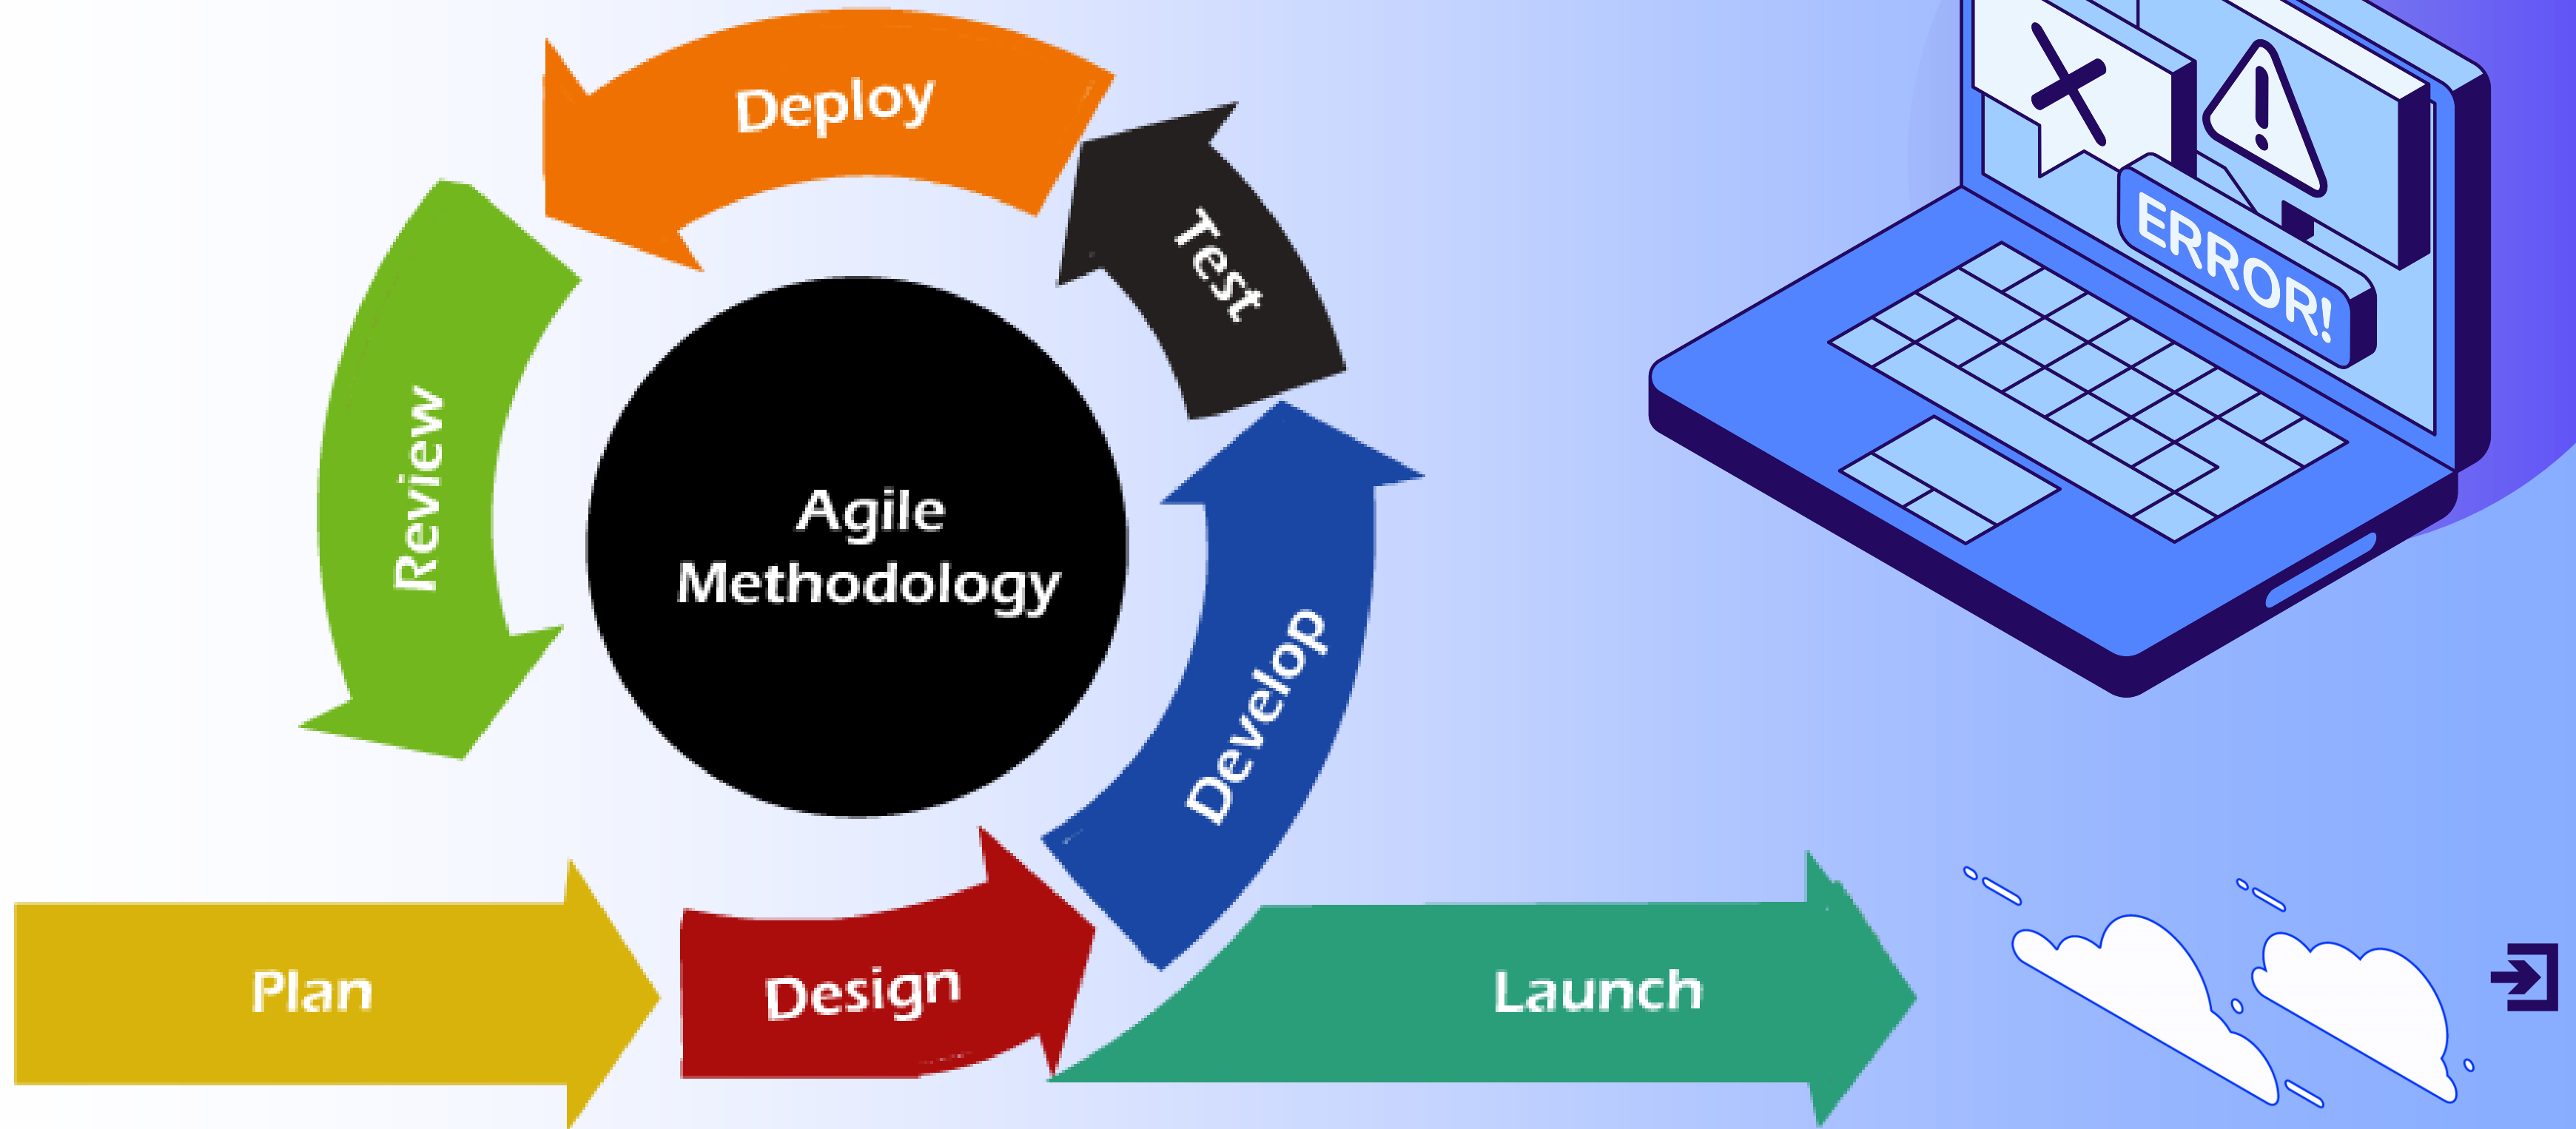 Deploy
Test
ERROR!
Review
Agile
Methodology
Develop
Plan
Design
Launch